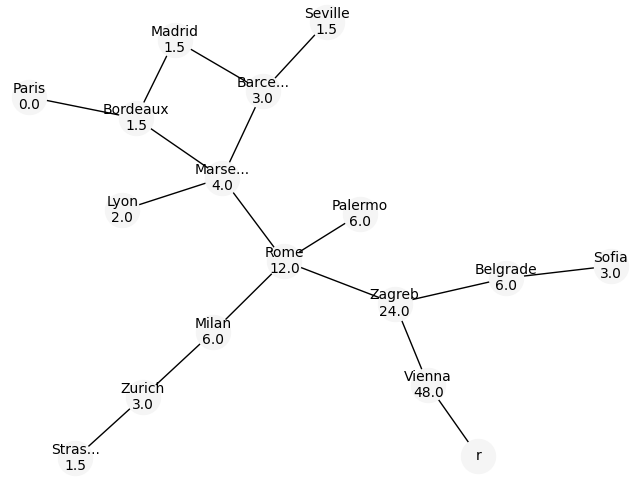 Seville
1.5
Madrid
1.5
Barce...
3.0
Paris
0.0
Bordeaux
1.5
Marse...
4.0
Lyon
2.0
Palermo
6.0
Rome
12.0
Sofia
3.0
Belgrade
6.0
Zagreb
24.0
Milan
6.0
Vienna
48.0
Zurich
3.0
Stras...
1.5
r